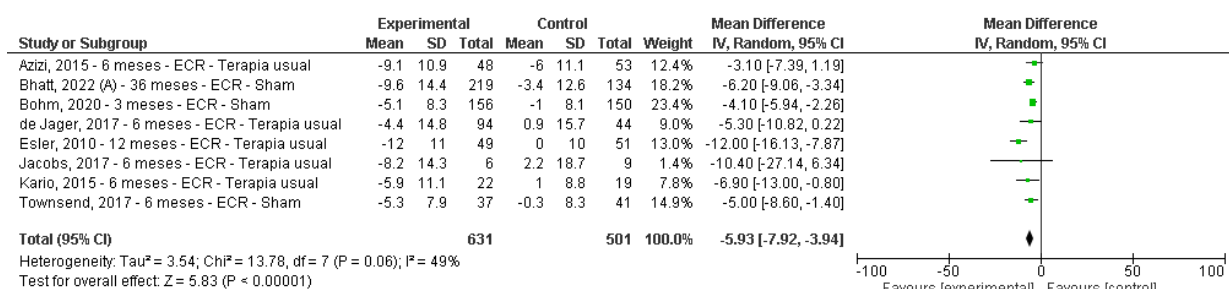 Experimental Control Mean Difference Mean Difference
Study or Subgroup Mean SD Total Mean SD Total Weight IV, Random, 95% CI IV, Random, 95% CI
Azizi, 2015 - 6 meses - ECR - Terapia usual -9.1 10.9 48 -6 11.1 53 12.4% -3.10 [-7.39, 1.19]
Bhatt, 2022 (A) - 36 meses - ECR - Sham -9.6 14.4 219 -3.4 12.6 134 18.2% -6.20 [-9.06, -3.34]
Bohm, 2020 - 3 meses - ECR - Sham -5.1 8.3 156 -1 8.1 150 23.4% -4.10 [-5.94, -2.26]
de Jager, 2017 - 6 meses - ECR - Terapia usual -4.4 14.8 94 0.9 15.7 44 9.0% -5.30 [-10.82, 0.22]
Esler, 2010 - 12 meses - ECR - Terapia usual -12 11 49 0 10 51 13.0% -12.00 [-16.13, -7.87]
Jacobs, 2017 - 6 meses - ECR - Terapia usual -8.2 14.3 6 2.2 18.7 9 1.4% -10.40 [-27.14, 6.34]
Kario, 2015 - 6 meses - ECR - Terapia usual -5.9 11.1 22 1 8.8 19 7.8% -6.90 [-13.00, -0.80]
Townsend, 2017 - 6 meses - ECR - Sham -5.3 7.9 37 -0.3 8.3 41 14.9% -5.00 [-8.60, -1.40]
Total (95% CI) 631 501 100.0% -5.93 [-7.92, -3.94]
Heterogeneity: Tau² = 3.54; Chi² = 13.78, df = 7 (P = 0.06); I² = 49%
Test for overall effect: Z = 5.83 (P < 0.00001)
-100 -50 0 50 100
Favours [experimental] Favours [control]